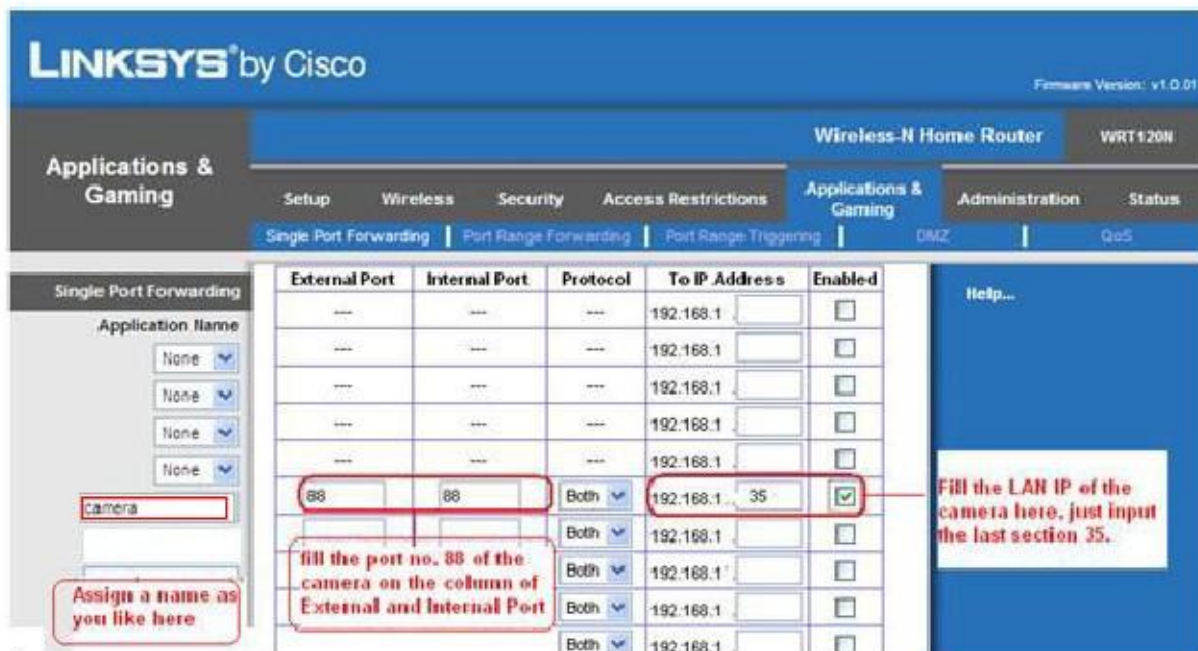 LINKSYS® by Cisco
Firmware Version: v1.0.01
Wireless-N Home Router WRT120N
Applications &
Gaming
Setup Wireless Security Access Restrictions Applications & Gaming Administration Status
Single Port Forwarding Port Range Forwarding Port Range Triggering DMZ QoS
Single Port Forwarding
External Port Internal Port Protocol To IP Address Enabled
Help...
Application Name
--- --- --- 192.168.1 .
None
--- --- --- 192.168.1 .
None
--- --- --- 192.168.1 .
None
--- --- --- 192.168.1 .
None
--- --- --- 192.168.1 .
camera
88 88 Both 192.168.1 . 35
Fill the LAN IP of the
camera here, just input
the last section 35.
Both 192.168.1 .
fill the port no. 88 of the
camera on the column of
External and Internal Port
Both 192.168.1 .
Assign a name as
you like here
Both 192.168.1 .
Both 192.168.1